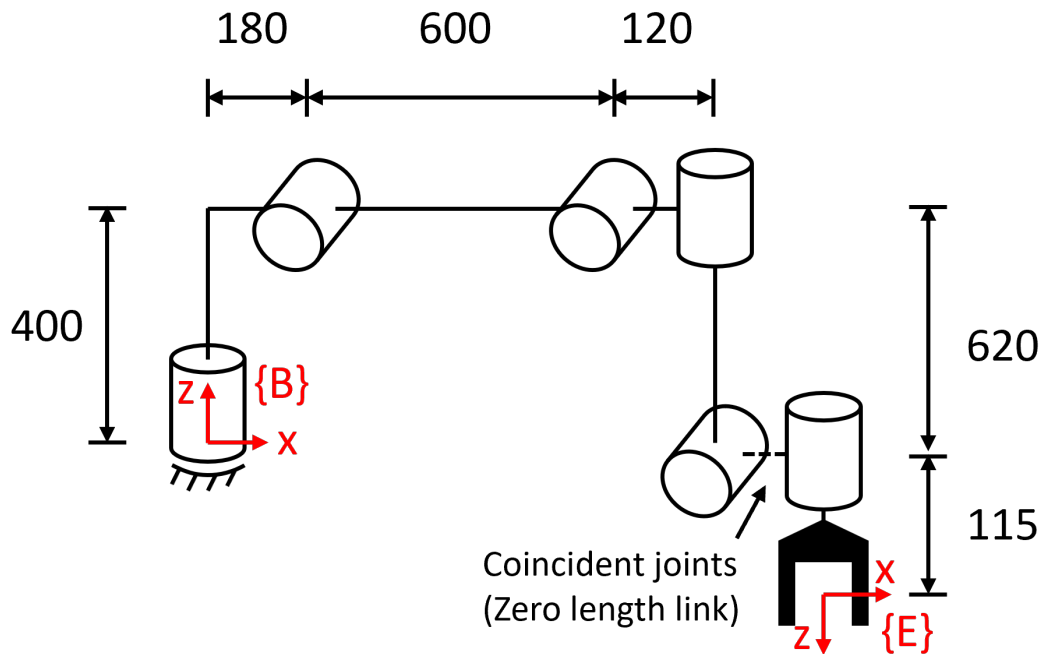 180
600
120
400
z
{B}
x
620
115
Coincident joints
(Zero length link)
x
z
{E}